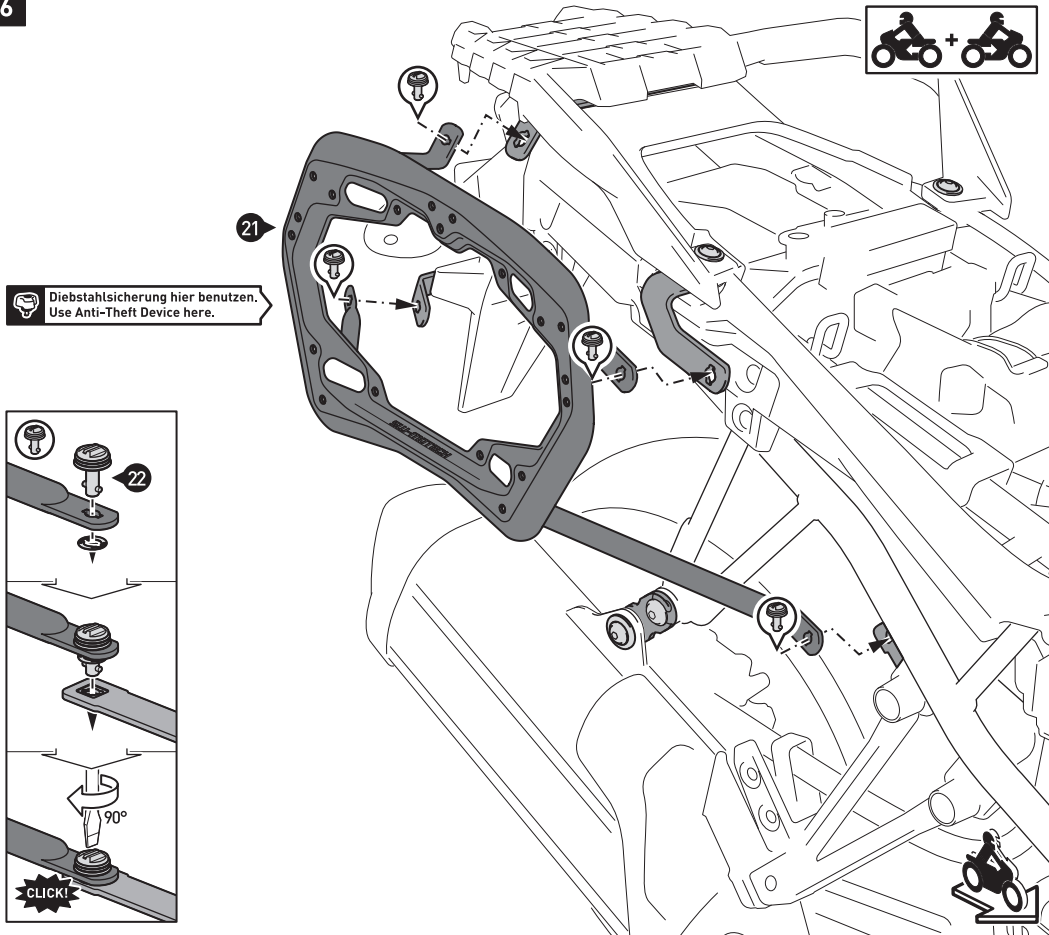 6
+
21
Diebstahlsicherung hier benutzen.
Use Anti-Theft Device here.
SW-MOTECH
22
90°
CLICK!